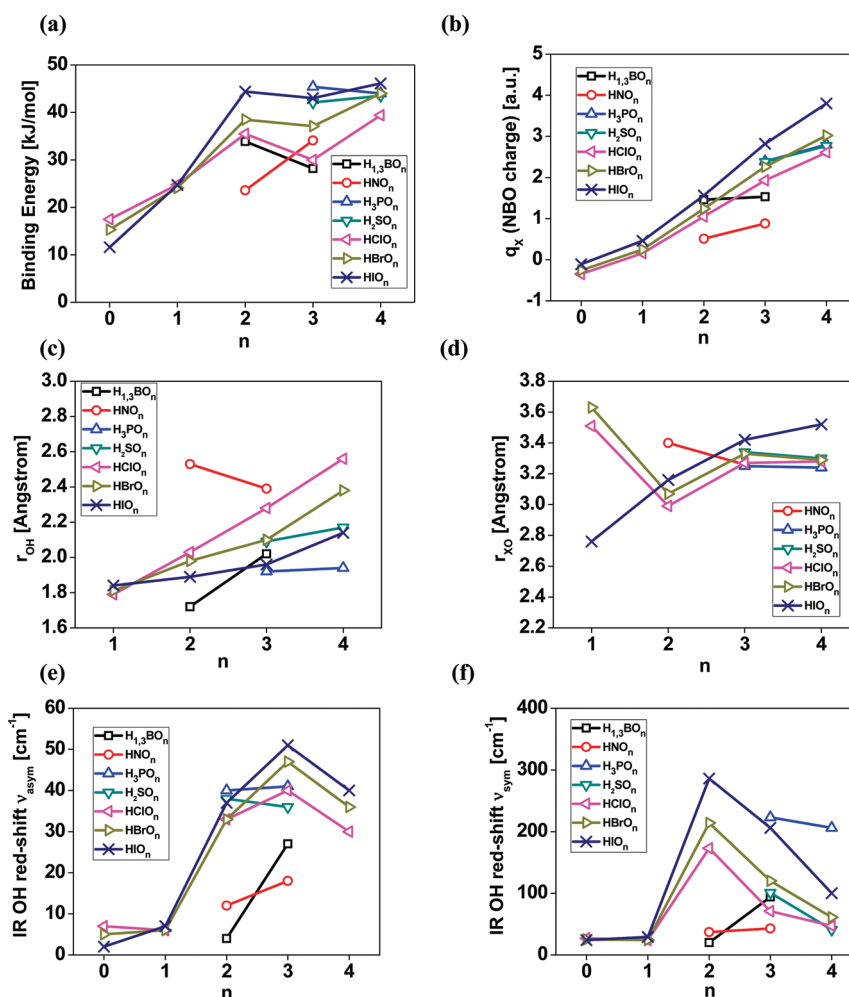 (a)
Binding Energy [kJ/mol]
50
40
30
20
10
0
H1,3BOn
HNOn
H3POn
H2SOn
HClOn
HBrOn
HIOn
0 1 2 3 4
n
(b)
qX (NBO charge) [a.u.]
5
4
3
2
1
0
-1
H1,3BOn
HNOn
H3POn
H2SOn
HClOn
HBrOn
HIOn
0 1 2 3 4
n
(c)
rOH [Angstrom]
3.0
2.8
2.6
2.4
2.2
2.0
1.8
1.6
H1,3BOn
HNOn
H3POn
H2SOn
HClOn
HBrOn
HIOn
1 2 3 4
n
(d)
rXO [Angstrom]
3.8
3.6
3.4
3.2
3.0
2.8
2.6
2.4
2.2
HNOn
H3POn
H2SOn
HClOn
HBrOn
HIOn
1 2 3 4
n
(e)
IR OH red-shift νasym [cm-1]
60
50
40
30
20
10
0
H1,3BOn
HNOn
H3POn
H2SOn
HClOn
HBrOn
HIOn
0 1 2 3 4
n
(f)
IR OH red-shift νsym [cm-1]
400
300
200
100
0
H1,3BOn
HNOn
H3POn
H2SOn
HClOn
HBrOn
HIOn
0 1 2 3 4
n